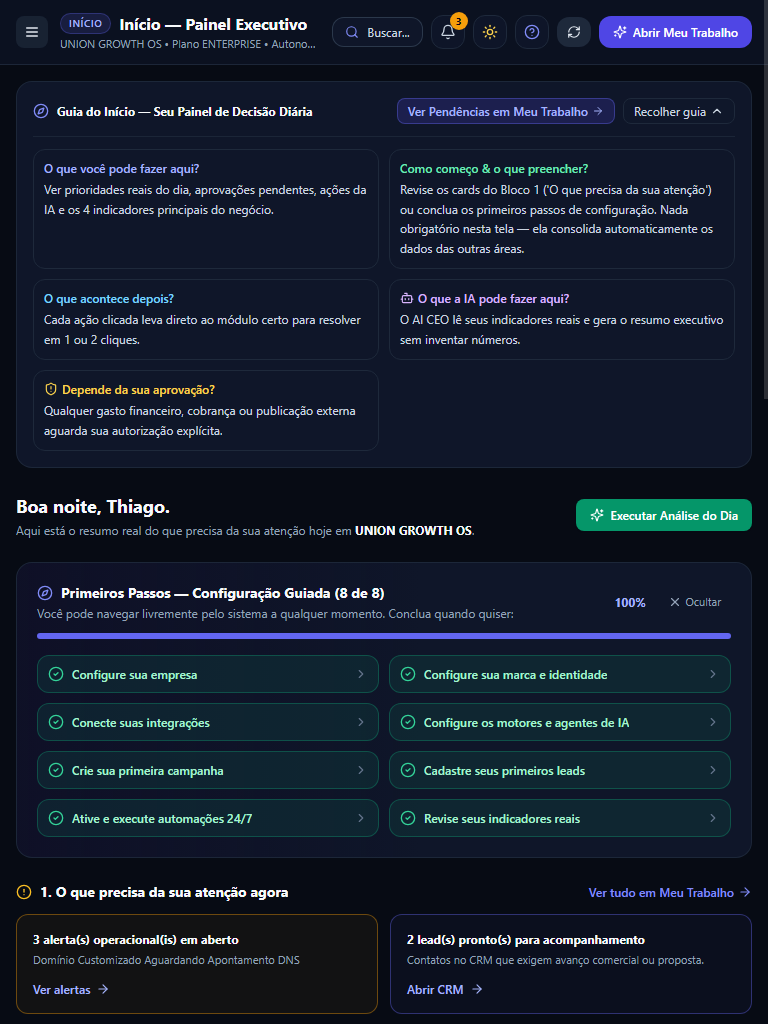 INÍCIO
Início — Painel Executivo
UNION GROWTH OS • Plano ENTERPRISE • Autono...
Buscar...
3
Abrir Meu Trabalho
Guia do Início — Seu Painel de Decisão Diária
Ver Pendências em Meu Trabalho
Recolher guia
O que você pode fazer aqui?
Ver prioridades reais do dia, aprovações pendentes, ações da
IA e os 4 indicadores principais do negócio.
Como começo & o que preencher?
Revise os cards do Bloco 1 ('O que precisa da sua atenção')
ou conclua os primeiros passos de configuração. Nada
obrigatório nesta tela — ela consolida automaticamente os
dados das outras áreas.
O que acontece depois?
Cada ação clicada leva direto ao módulo certo para resolver
em 1 ou 2 cliques.
O que a IA pode fazer aqui?
O AI CEO lê seus indicadores reais e gera o resumo executivo
sem inventar números.
Depende da sua aprovação?
Qualquer gasto financeiro, cobrança ou publicação externa
aguarda sua autorização explícita.
Boa noite, Thiago.
Aqui está o resumo real do que precisa da sua atenção hoje em UNION GROWTH OS.
Executar Análise do Dia
Primeiros Passos — Configuração Guiada (8 de 8)
Você pode navegar livremente pelo sistema a qualquer momento. Conclua quando quiser:
100%
Ocultar
Configure sua empresa
Configure sua marca e identidade
Conecte suas integrações
Configure os motores e agentes de IA
Crie sua primeira campanha
Cadastre seus primeiros leads
Ative e execute automações 24/7
Revise seus indicadores reais
1. O que precisa da sua atenção agora
Ver tudo em Meu Trabalho
3 alerta(s) operacional(is) em aberto
Domínio Customizado Aguardando Apontamento DNS
Ver alertas
2 lead(s) pronto(s) para acompanhamento
Contatos no CRM que exigem avanço comercial ou proposta.
Abrir CRM